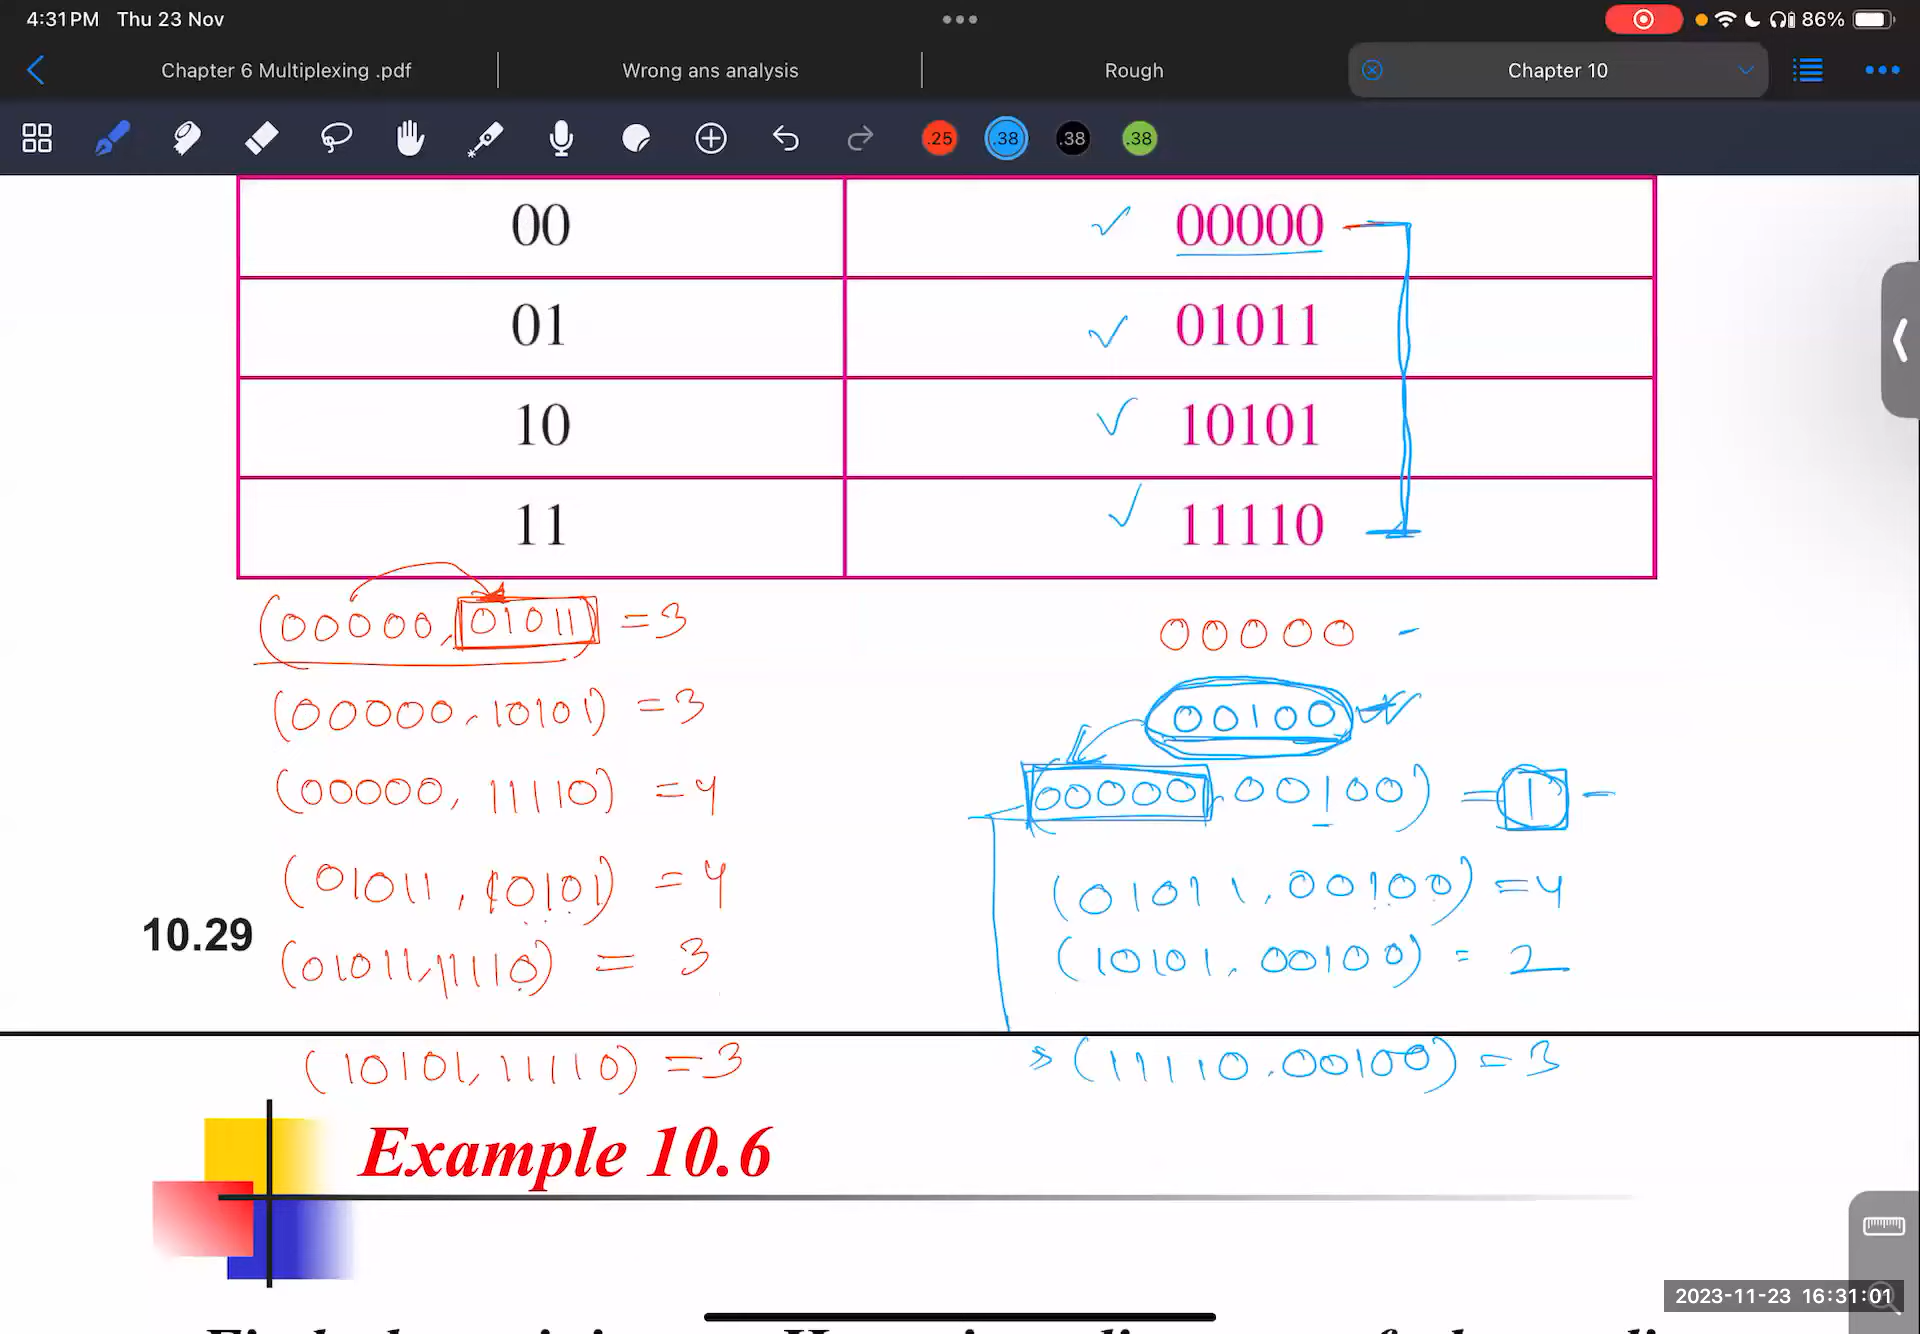 4:31 PM Thu 23 Nov
86%
Chapter 6 Multiplexing .pdf
Wrong ans analysis
Rough
Chapter 10
.25 .38 .38 .38
00 00000
01 01011
10 10101
11 11110
(00000, 01011) = 3
(00000, 10101) = 3
(00000, 11110) = 4
(01011, 10101) = 4
10.29
(01011, 11110) = 3
(10101, 11110) = 3
00000
00100
(00000, 00100) = 1
(01011, 00100) = 4
(10101, 00100) = 2
(11110, 00100) = 3
Example 10.6
2023-11-23 16:31:01